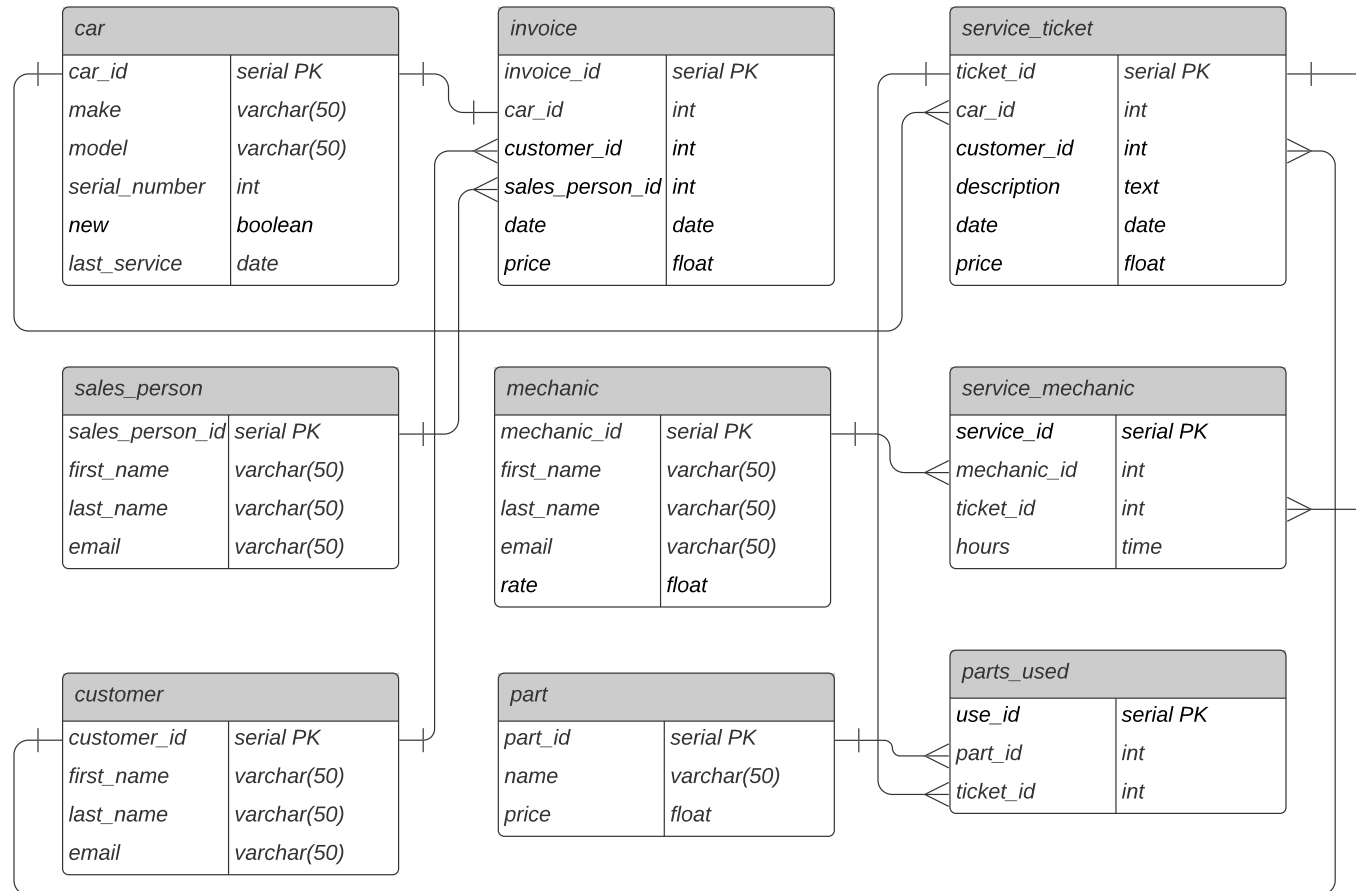 car
car_id serial PK
make varchar(50)
model varchar(50)
serial_number int
new boolean
last_service date
invoice
invoice_id serial PK
car_id int
customer_id int
sales_person_id int
date date
price float
service_ticket
ticket_id serial PK
car_id int
customer_id int
description text
date date
price float
sales_person
sales_person_id serial PK
first_name varchar(50)
last_name varchar(50)
email varchar(50)
mechanic
mechanic_id serial PK
first_name varchar(50)
last_name varchar(50)
email varchar(50)
rate float
service_mechanic
service_id serial PK
mechanic_id int
ticket_id int
hours time
customer
customer_id serial PK
first_name varchar(50)
last_name varchar(50)
email varchar(50)
part
part_id serial PK
name varchar(50)
price float
parts_used
use_id serial PK
part_id int
ticket_id int